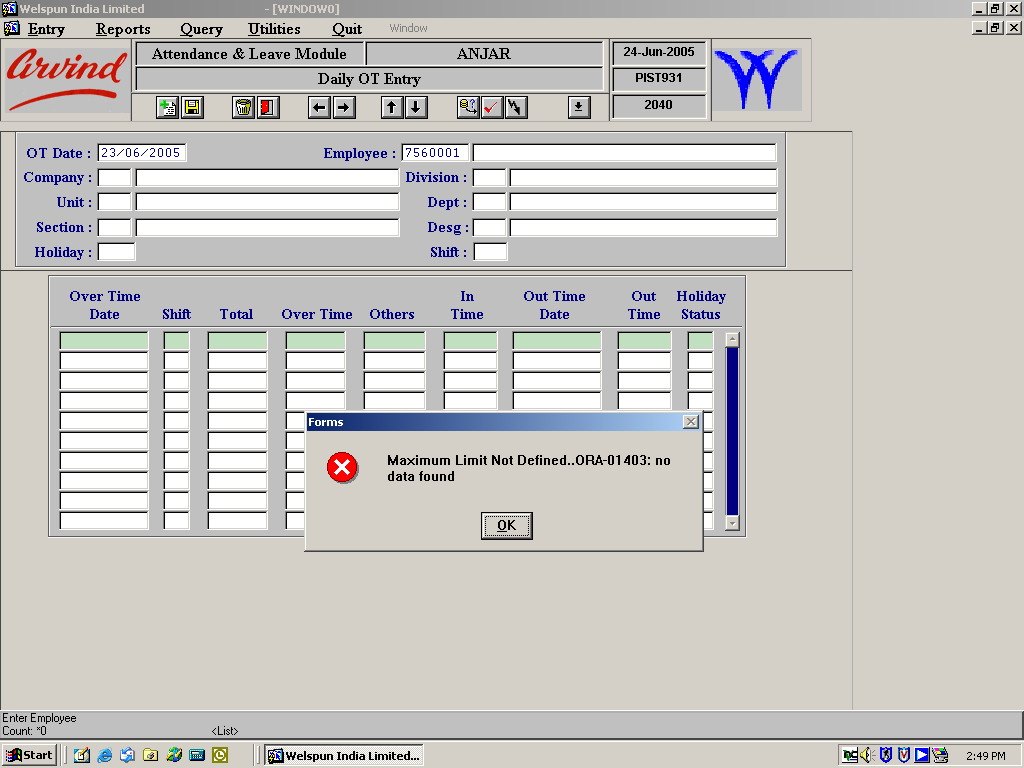 Welspun India Limited - [WINDOW0]
Entry Reports Query Utilities Quit Window
arvind
Attendance & Leave Module ANJAR
Daily OT Entry
24-Jun-2005
PIST931
2040
OT Date : 23/06/2005 Employee : 7560001
Company : Division :
Unit : Dept :
Section : Desg :
Holiday : Shift :
Over Time Date Shift Total Over Time Others In Time Out Time Date Out Time Holiday Status
Forms
Maximum Limit Not Defined..ORA-01403: no
data found
OK
Enter Employee
Count: *0 <List>
Start Welspun India Limited... 2:49 PM